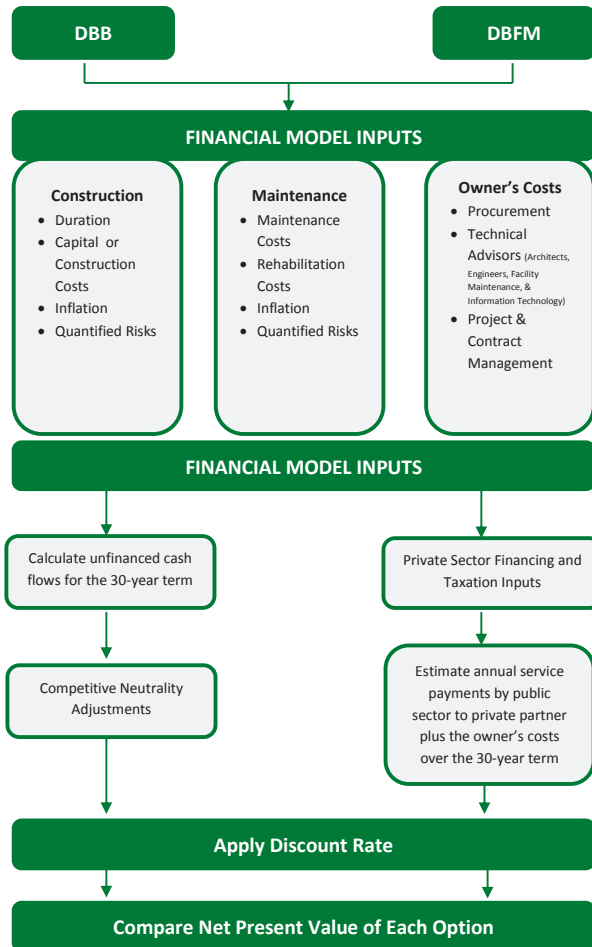 DBB
DBFM
FINANCIAL MODEL INPUTS
Construction
• Duration
• Capital or
Construction
Costs
• Inflation
• Quantified Risks
Maintenance
• Maintenance
Costs
• Rehabilitation
Costs
• Inflation
• Quantified Risks
Owner's Costs
• Procurement
• Technical
Advisors (Architects,
Engineers, Facility
Maintenance, &
Information Technology)
• Project &
Contract
Management
FINANCIAL MODEL INPUTS
Calculate unfinanced cash
flows for the 30-year term
Private Sector Financing and
Taxation Inputs
Competitive Neutrality
Adjustments
Estimate annual service
payments by public
sector to private partner
plus the owner's costs
over the 30-year term
Apply Discount Rate
Compare Net Present Value of Each Option